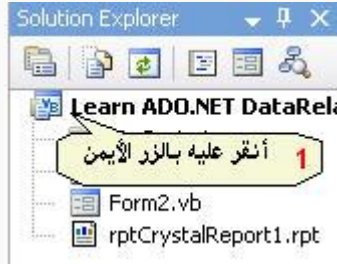 Solution Explorer
Learn ADO.NET DataRela
أنقر عليه بالزر الأيمن 1
Form2.vb
rptCrystalReport1.rpt